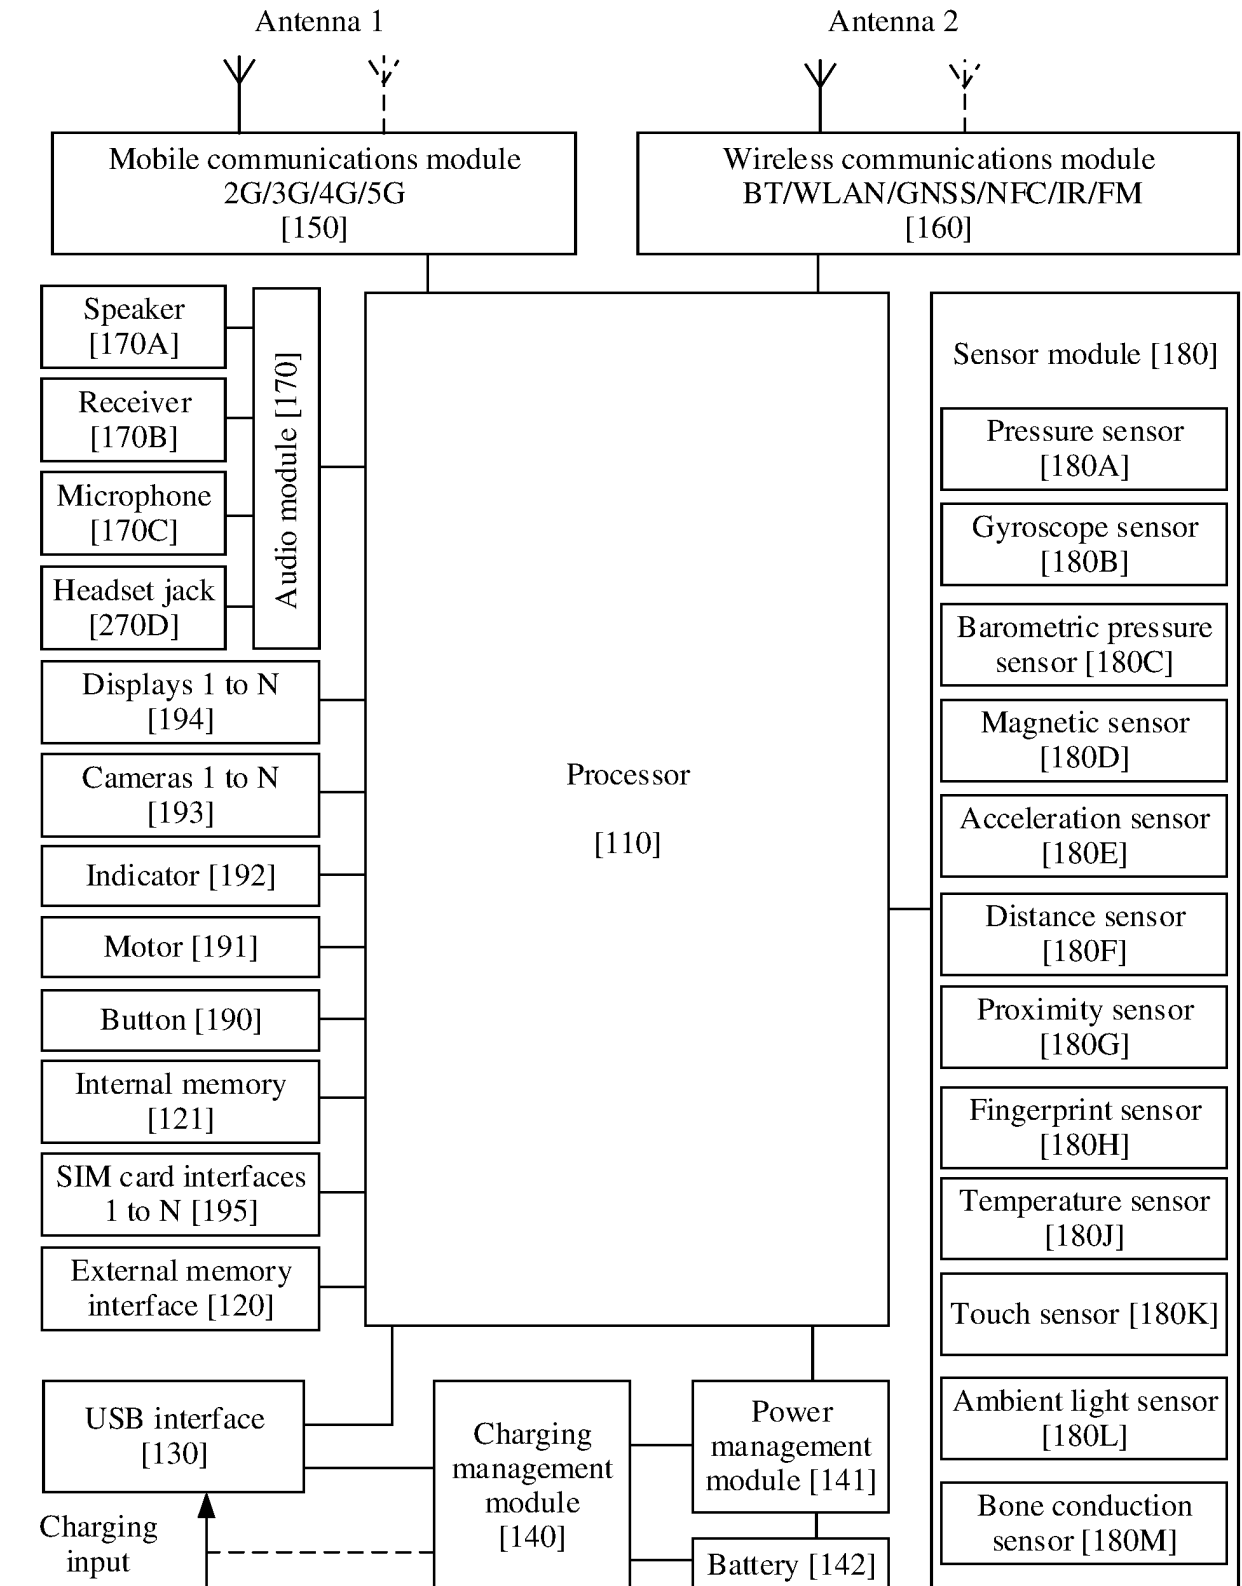 Antenna 1
Antenna 2
Mobile communications module
2G/3G/4G/5G
[150]
Wireless communications module
BT/WLAN/GNSS/NFC/IR/FM
[160]
Speaker
[170A]
Receiver
[170B]
Microphone
[170C]
Headset jack
[270D]
Audio module [170]
Displays 1 to N
[194]
Cameras 1 to N
[193]
Indicator [192]
Motor [191]
Button [190]
Internal memory
[121]
SIM card interfaces
1 to N [195]
External memory
interface [120]
Processor
[110]
Sensor module [180]
Pressure sensor
[180A]
Gyroscope sensor
[180B]
Barometric pressure
sensor [180C]
Magnetic sensor
[180D]
Acceleration sensor
[180E]
Distance sensor
[180F]
Proximity sensor
[180G]
Fingerprint sensor
[180H]
Temperature sensor
[180J]
Touch sensor [180K]
Ambient light sensor
[180L]
Bone conduction
sensor [180M]
USB interface
[130]
Charging
input
Charging
management
module
[140]
Power
management
module [141]
Battery [142]